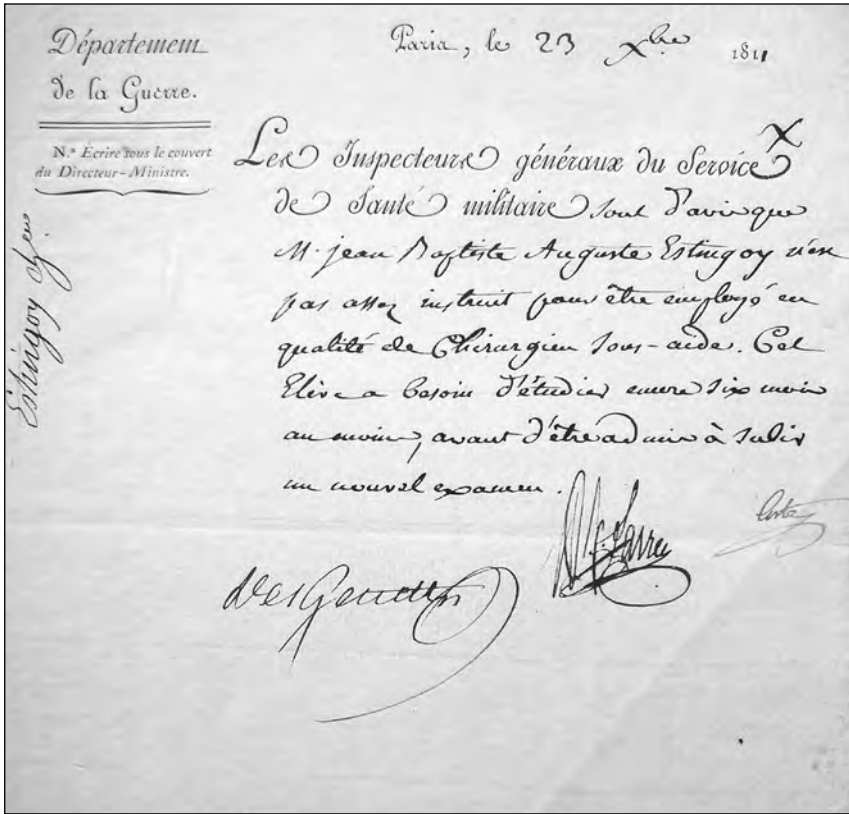 Département
de la Guerre.
N.ª Ecrire sous le couvert
du Directeur-Ministre.
Paris, le 23 Xbre 1811
X
Les Inspecteurs généraux du Service
de Santé militaire sont d'avis que
M. jean Baptiste Auguste Estingoy n'est
pas assez instruit pour être employé en
qualité de Chirurgien sous-aide. Cet
Elève a besoin d'étudier encore six mois
au moins, avant d'être admis à subir
un nouvel examen.
Larrey
Coste
DesGenettes
Estingoy